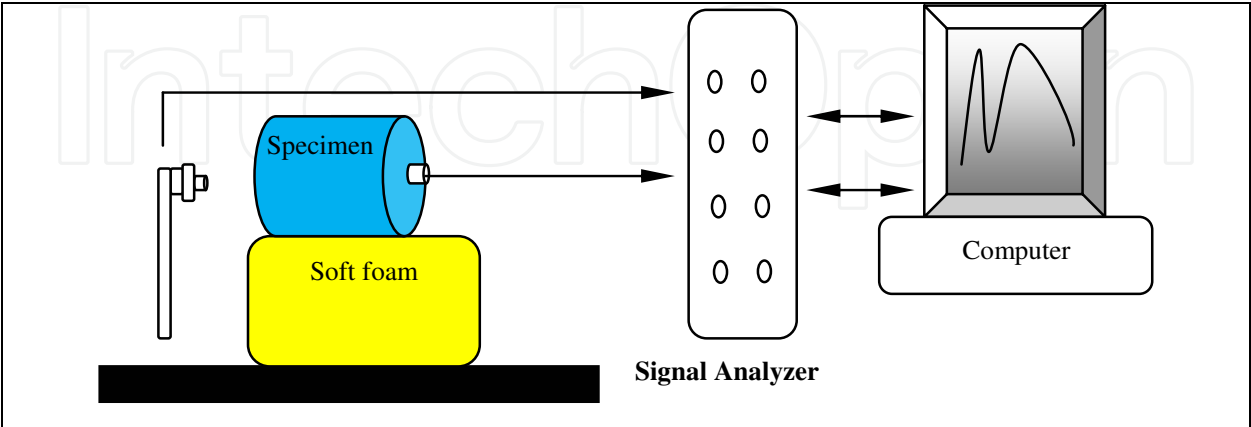 IntechOpen
Specimen
Soft foam
Signal Analyzer
Computer